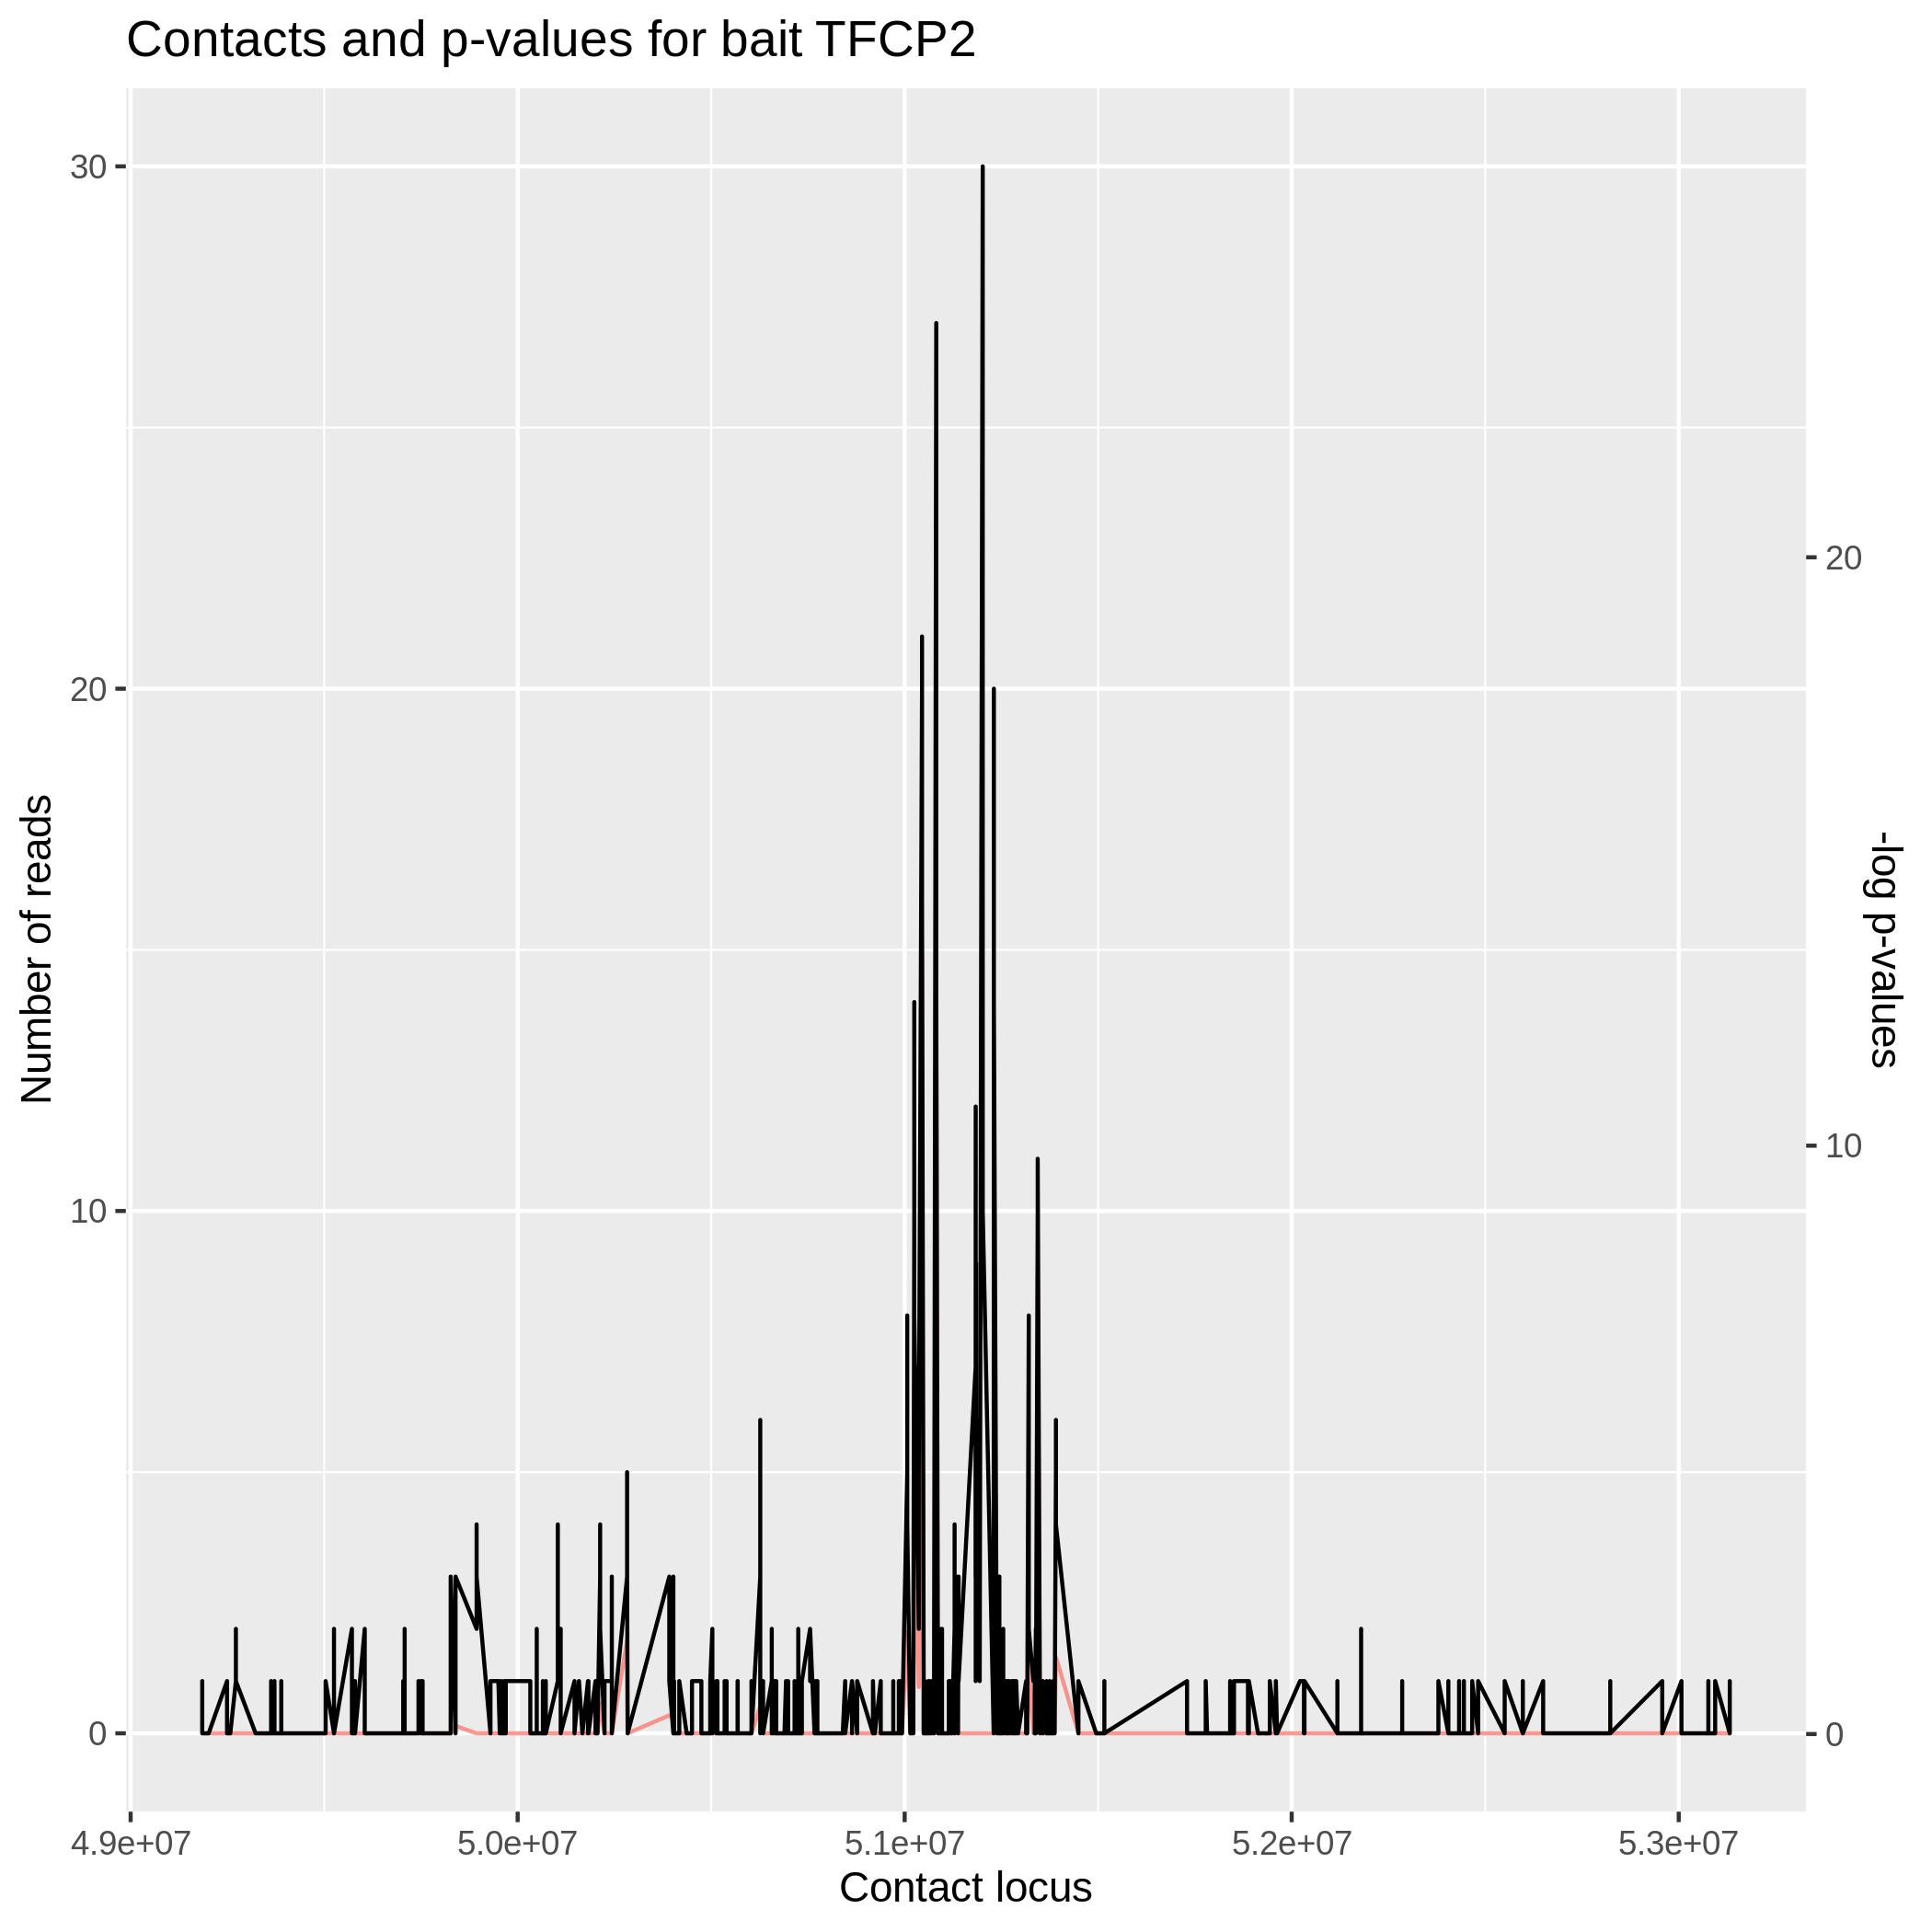 Contacts and p-values for bait TFCP2
Number of reads
30
20
10
0
20
10
0
-log p-values
4.9e+07 5.0e+07 5.1e+07 5.2e+07 5.3e+07
Contact locus